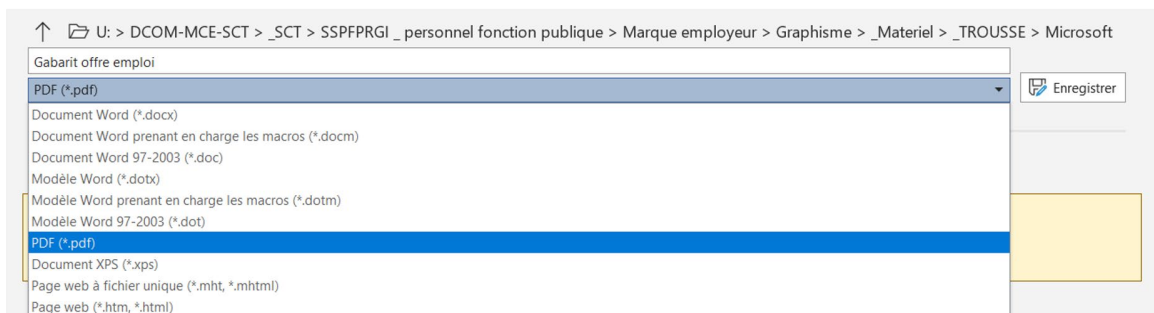 U: > DCOM-MCE-SCT > _SCT > SSPFPRGI _ personnel fonction publique > Marque employeur > Graphisme > _Materiel > _TROUSSE > Microsoft
Gabarit offre emploi
PDF (*.pdf)
Enregistrer
Document Word (*.docx)
Document Word prenant en charge les macros (*.docm)
Document Word 97-2003 (*.doc)
Modèle Word (*.dotx)
Modèle Word prenant en charge les macros (*.dotm)
Modèle Word 97-2003 (*.dot)
PDF (*.pdf)
Document XPS (*.xps)
Page web à fichier unique (*.mht, *.mhtml)
Page web (*.htm, *.html)